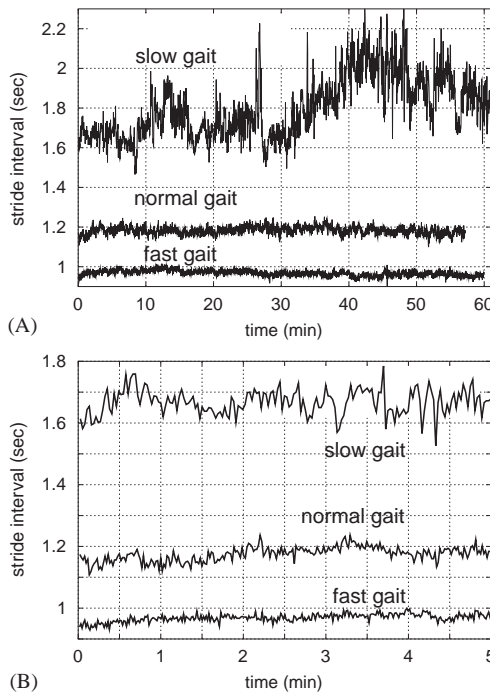 2.2
2
1.8
1.6
1.4
1.2
1
stride interval (sec)
slow gait
normal gait
fast gait
0 10 20 30 40 50 60
(A)
time (min)
1.8
1.6
1.4
1.2
1
stride interval (sec)
slow gait
normal gait
fast gait
0 1 2 3 4 5
(B)
time (min)